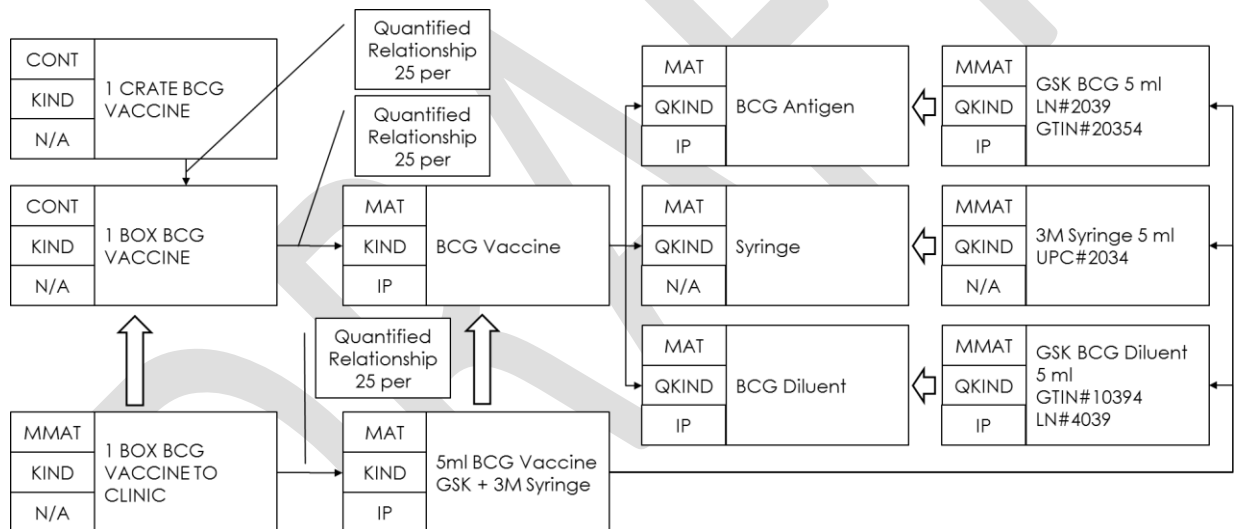 Quantified
Relationship
25 per
CONT
KIND
N/A
1 CRATE BCG
VACCINE
Quantified
Relationship
25 per
MAT
QKIND
IP
BCG Antigen
MMAT
QKIND
IP
GSK BCG 5 ml
LN#2039
GTIN#20354
CONT
KIND
N/A
1 BOX BCG
VACCINE
MAT
KIND
IP
BCG Vaccine
MAT
QKIND
N/A
Syringe
MMAT
QKIND
N/A
3M Syringe 5 ml
UPC#2034
Quantified
Relationship
25 per
MAT
QKIND
IP
BCG Diluent
MMAT
QKIND
IP
GSK BCG Diluent
5 ml
GTIN#10394
LN#4039
MMAT
KIND
N/A
1 BOX BCG
VACCINE TO
CLINIC
MAT
KIND
IP
5ml BCG Vaccine
GSK + 3M Syringe